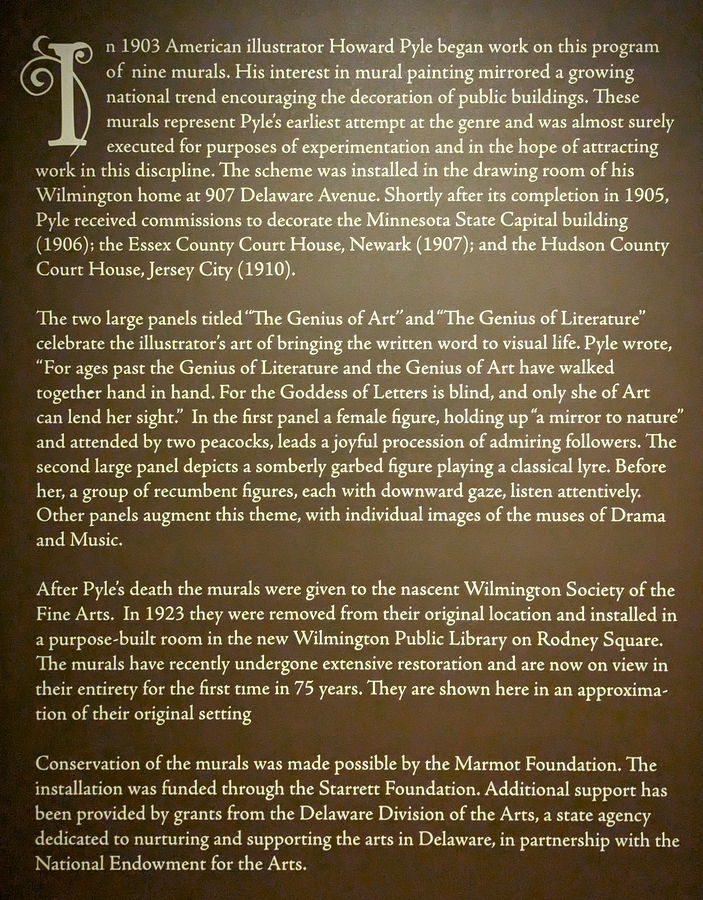 In 1903 American illustrator Howard Pyle began work on this program
of nine murals. His interest in mural painting mirrored a growing
national trend encouraging the decoration of public buildings. These
murals represent Pyle's earliest attempt at the genre and was almost surely
executed for purposes of experimentation and in the hope of attracting
work in this discipline. The scheme was installed in the drawing room of his
Wilmington home at 907 Delaware Avenue. Shortly after its completion in 1905,
Pyle received commissions to decorate the Minnesota State Capital building
(1906); the Essex County Court House, Newark (1907); and the Hudson County
Court House, Jersey City (1910).

The two large panels titled “The Genius of Art” and “The Genius of Literature”
celebrate the illustrator's art of bringing the written word to visual life. Pyle wrote,
“For ages past the Genius of Literature and the Genius of Art have walked
together hand in hand. For the Goddess of Letters is blind, and only she of Art
can lend her sight.” In the first panel a female figure, holding up “a mirror to nature”
and attended by two peacocks, leads a joyful procession of admiring followers. The
second large panel depicts a somberly garbed figure playing a classical lyre. Before
her, a group of recumbent figures, each with downward gaze, listen attentively.
Other panels augment this theme, with individual images of the muses of Drama
and Music.

After Pyle's death the murals were given to the nascent Wilmington Society of the
Fine Arts. In 1923 they were removed from their original location and installed in
a purpose-built room in the new Wilmington Public Library on Rodney Square.
The murals have recently undergone extensive restoration and are now on view in
their entirety for the first time in 75 years. They are shown here in an approxima-
tion of their original setting

Conservation of the murals was made possible by the Marmot Foundation. The
installation was funded through the Starrett Foundation. Additional support has
been provided by grants from the Delaware Division of the Arts, a state agency
dedicated to nurturing and supporting the arts in Delaware, in partnership with the
National Endowment for the Arts.